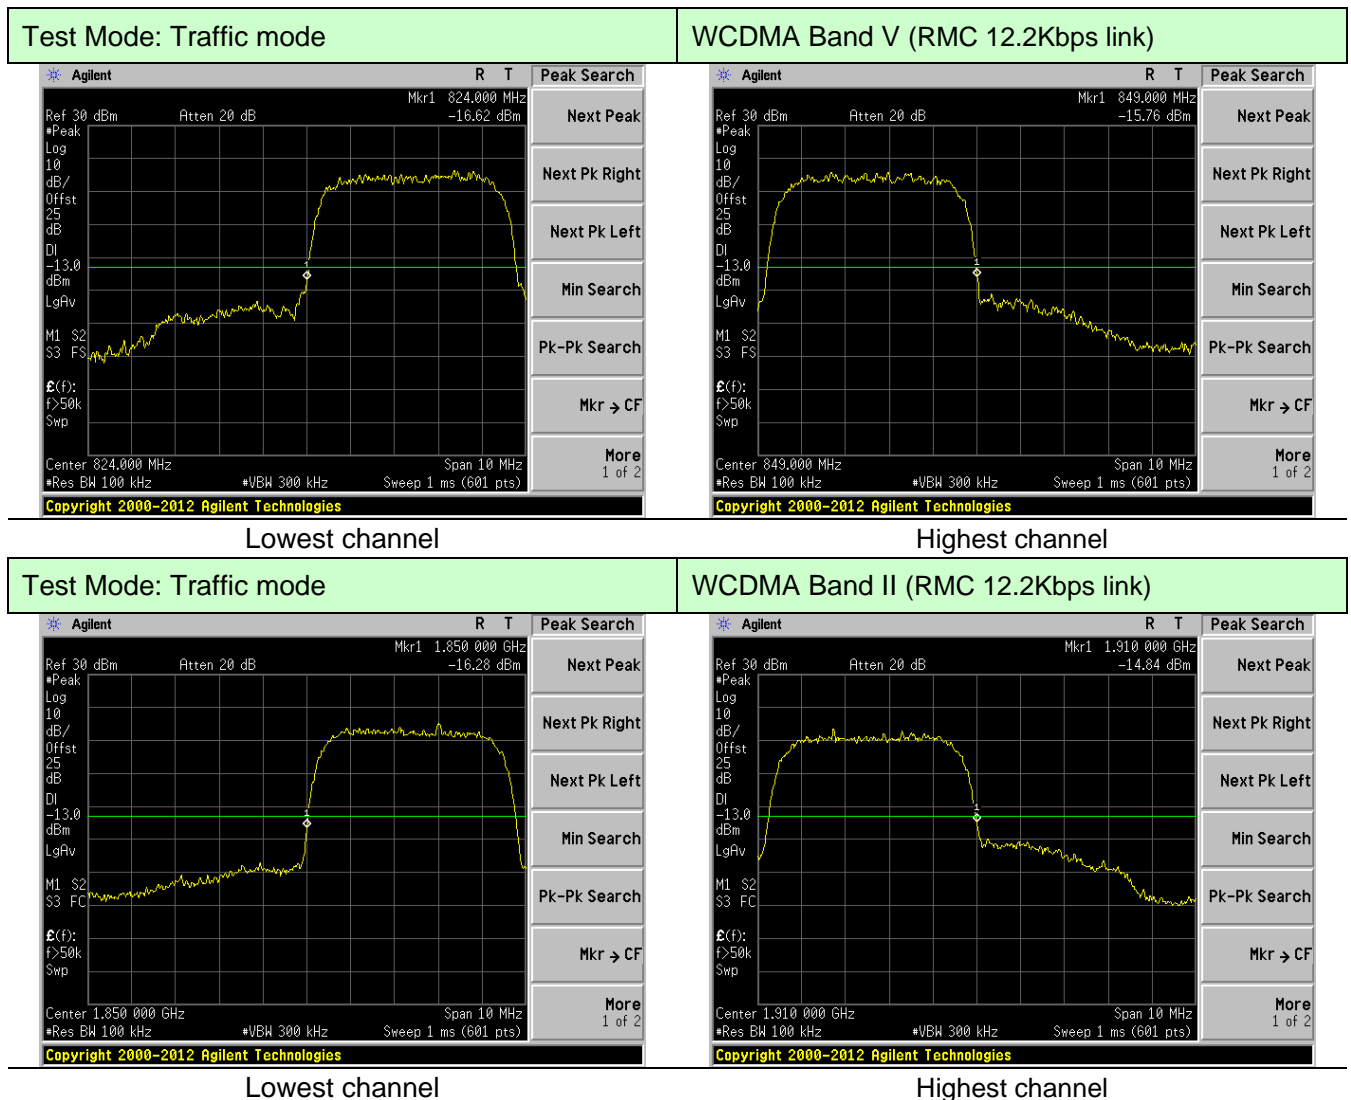 Test Mode: Traffic mode
WCDMA Band V (RMC 12.2Kbps link)
Agilent
R T
Peak Search
Mkr1 824.000 MHz
Ref 30 dBm
Atten 20 dB
-16.62 dBm
#Peak
Log
10
dB/
Offst
25
dB
DI
-13.0
dBm
LgAv
M1 S2
S3 FS
£(f):
f>50k
Swp
1
Center 824.000 MHz
Span 10 MHz
#Res BW 100 kHz
#VBW 300 kHz
Sweep 1 ms (601 pts)
Copyright 2000-2012 Agilent Technologies
Next Peak
Next Pk Right
Next Pk Left
Min Search
Pk-Pk Search
Mkr → CF
More
1 of 2
Agilent
R T
Peak Search
Mkr1 849.000 MHz
Ref 30 dBm
Atten 20 dB
-15.76 dBm
#Peak
Log
10
dB/
Offst
25
dB
DI
-13.0
dBm
LgAv
M1 S2
S3 FS
£(f):
f>50k
Swp
1
Center 849.000 MHz
Span 10 MHz
#Res BW 100 kHz
#VBW 300 kHz
Sweep 1 ms (601 pts)
Copyright 2000-2012 Agilent Technologies
Next Peak
Next Pk Right
Next Pk Left
Min Search
Pk-Pk Search
Mkr → CF
More
1 of 2
Lowest channel
Highest channel
Test Mode: Traffic mode
WCDMA Band II (RMC 12.2Kbps link)
Agilent
R T
Peak Search
Mkr1 1.850 000 GHz
Ref 30 dBm
Atten 20 dB
-16.28 dBm
#Peak
Log
10
dB/
Offst
25
dB
DI
-13.0
dBm
LgAv
M1 S2
S3 FC
£(f):
f>50k
Swp
1
Center 1.850 000 GHz
Span 10 MHz
#Res BW 100 kHz
#VBW 300 kHz
Sweep 1 ms (601 pts)
Copyright 2000-2012 Agilent Technologies
Next Peak
Next Pk Right
Next Pk Left
Min Search
Pk-Pk Search
Mkr → CF
More
1 of 2
Agilent
R T
Peak Search
Mkr1 1.910 000 GHz
Ref 30 dBm
Atten 20 dB
-14.84 dBm
#Peak
Log
10
dB/
Offst
25
dB
DI
-13.0
dBm
LgAv
M1 S2
S3 FC
£(f):
f>50k
Swp
1
Center 1.910 000 GHz
Span 10 MHz
#Res BW 100 kHz
#VBW 300 kHz
Sweep 1 ms (601 pts)
Copyright 2000-2012 Agilent Technologies
Next Peak
Next Pk Right
Next Pk Left
Min Search
Pk-Pk Search
Mkr → CF
More
1 of 2
Lowest channel
Highest channel